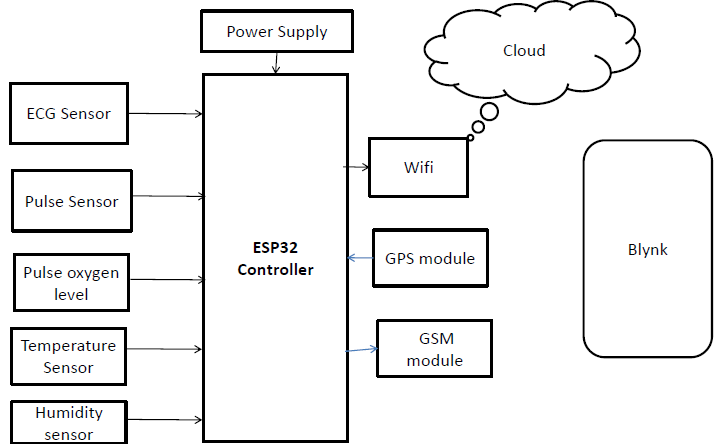 Power Supply
Cloud
ECG Sensor
Wifi
Pulse Sensor
ESP32
Controller
GPS module
Blynk
Pulse oxygen
level
GSM
module
Temperature
Sensor
Humidity
sensor